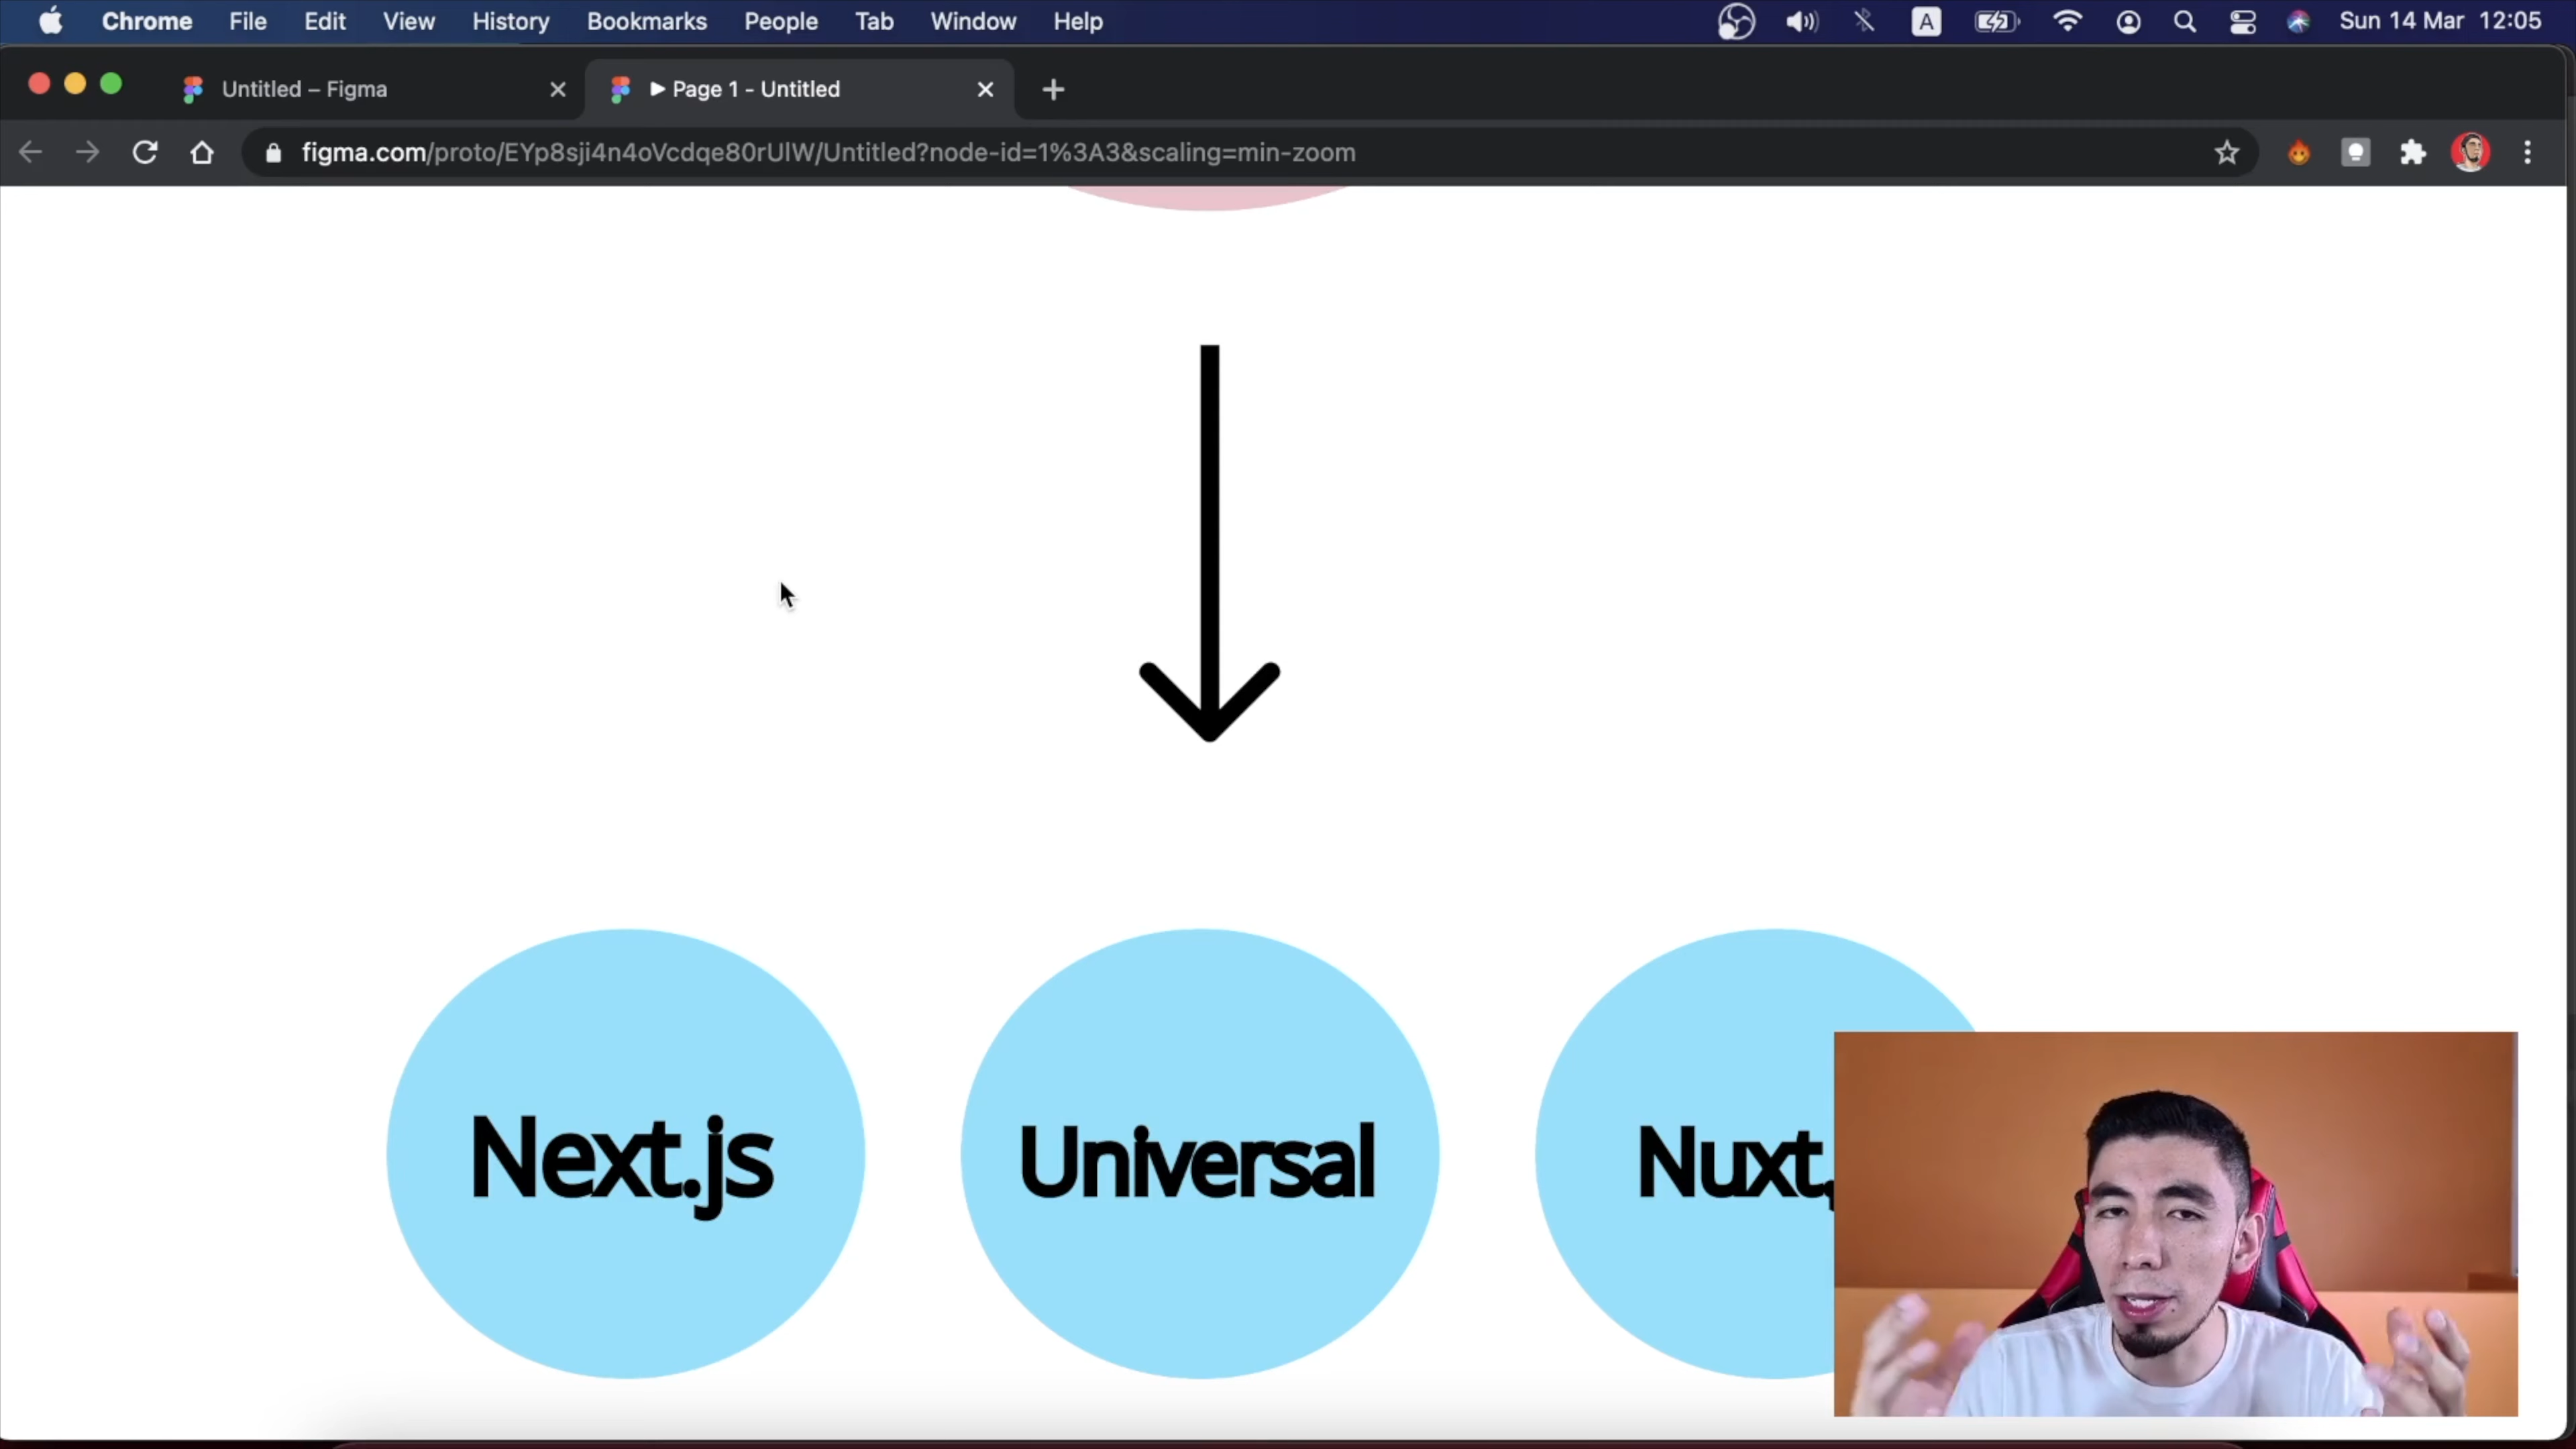 Chrome File Edit View History Bookmarks People Tab Window Help A Sun 14 Mar 12:05
Untitled – Figma Page 1 - Untitled
figma.com/proto/EYp8sji4n4oVcdqe80rUlW/Untitled?node-id=1%3A3&scaling=min-zoom
Next.js Universal Nuxt.